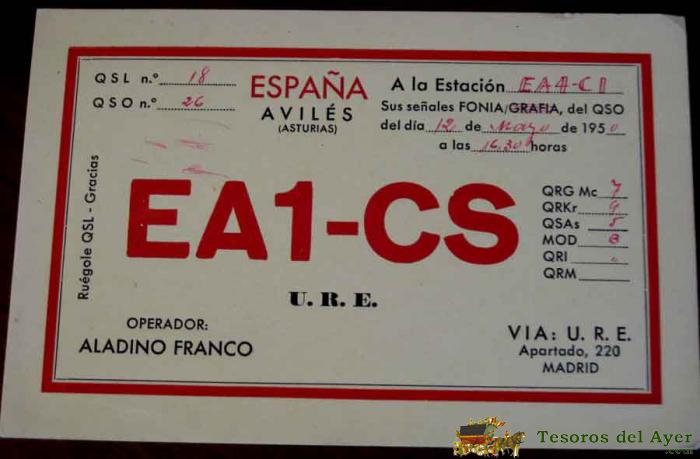 QSL n.º 18
QSO n.º 26
ESPAÑA
AVILÉS
(ASTURIAS)
A la Estación EA4-CI
Sus señales FONIA/GRAFIA, del QSO
del día 12 de Mayo de 1950
a las 16,30 horas
Ruégole QSL - Gracias
EA1-CS
QRG Mc 7
QRKr 9
QSAs 5
MOD
QRI
QRM
U. R. E.
OPERADOR:
ALADINO FRANCO
VIA: U. R. E.
Apartado, 220
MADRID
Tesoros del Ayer
.com